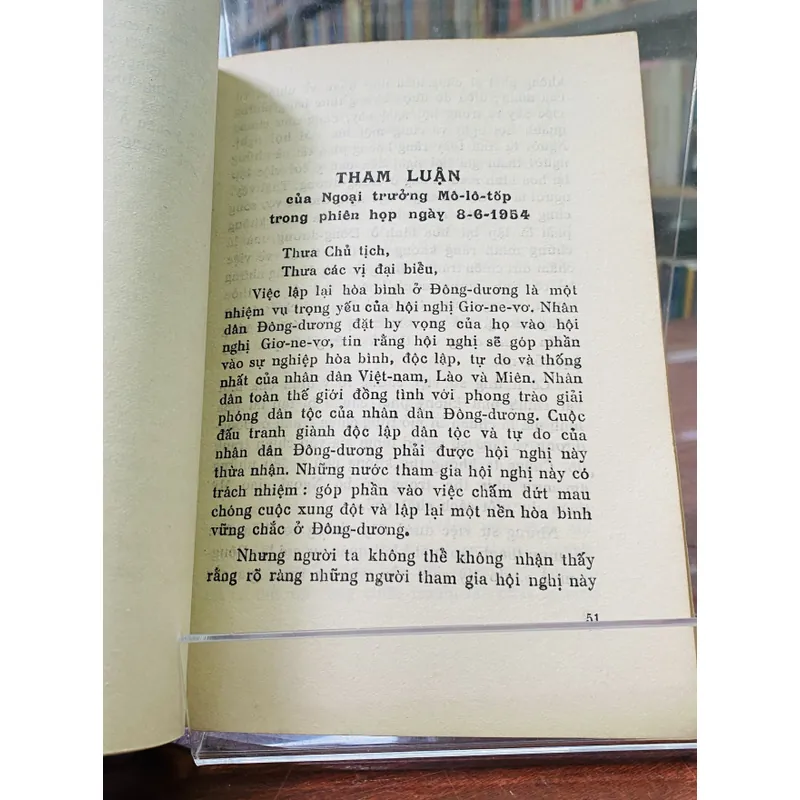 THAM LUẬN
của Ngoại trưởng Mô-lô-tốp
trong phiên họp ngày 8-6-1954
Thưa Chủ tịch,
Thưa các vị đại biểu,
Việc lập lại hòa bình ở Đông-dương là một
nhiệm vụ trọng yếu của hội nghị Giơ-ne-vơ. Nhân
dân Đông-dương đặt hy vọng của họ vào hội
nghị Giơ-ne-vơ, tin rằng hội nghị sẽ góp phần
vào sự nghiệp hòa bình, độc lập, tự do và thống
nhất của nhân dân Việt-nam, Lào và Miên. Nhân
dân toàn thế giới đồng tình với phong trào giải
phóng dân tộc của nhân dân Đông-dương. Cuộc
đấu tranh giành độc lập dân tộc và tự do của
nhân dân Đông-dương phải được hội nghị này
thừa nhận. Những nước tham gia hội nghị này có
trách nhiệm : góp phần vào việc chấm dứt mau
chóng cuộc xung đột và lập lại một nền hòa bình
vững chắc ở Đông-dương.
Nhưng người ta không thể không nhận thấy
rằng rõ ràng những người tham gia hội nghị này
51